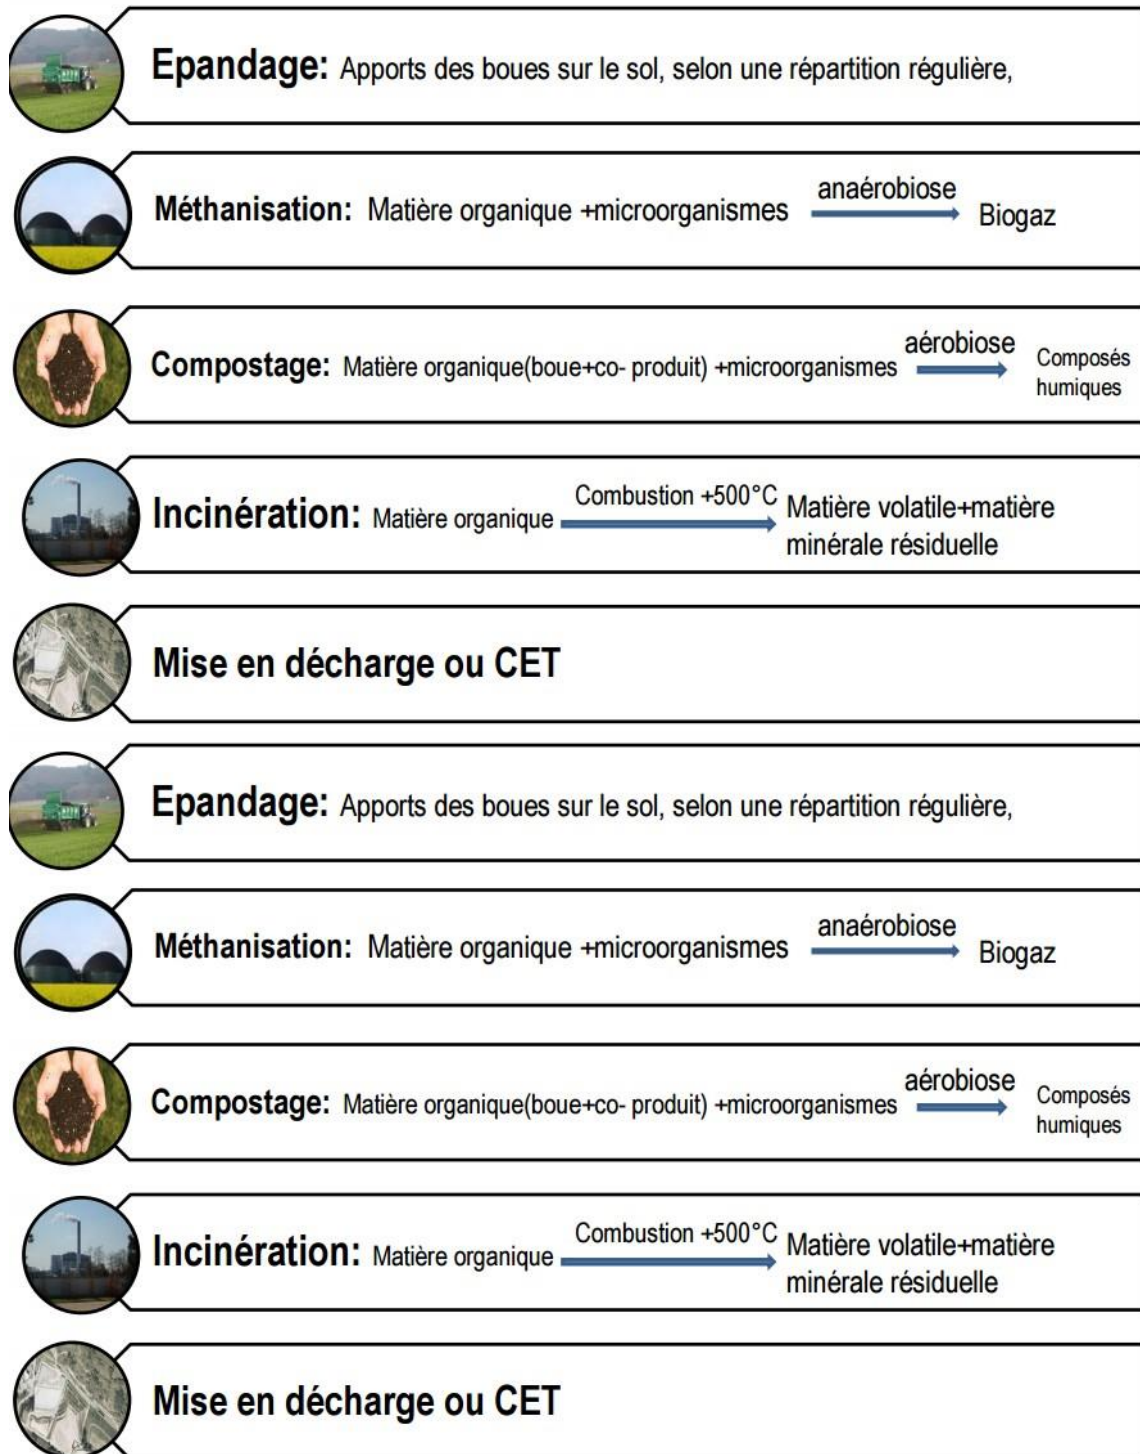 Epandage: Apports des boues sur le sol, selon une répartition régulière,
Méthanisation: Matière organique +microorganismes anaérobiose Biogaz
Compostage: Matière organique(boue+co- produit) +microorganismes aérobiose Composés
humiques
Incinération: Matière organique Combustion +500°C Matière volatile+matière
minérale résiduelle
Mise en décharge ou CET
Epandage: Apports des boues sur le sol, selon une répartition régulière,
Méthanisation: Matière organique +microorganismes anaérobiose Biogaz
Compostage: Matière organique(boue+co- produit) +microorganismes aérobiose Composés
humiques
Incinération: Matière organique Combustion +500°C Matière volatile+matière
minérale résiduelle
Mise en décharge ou CET